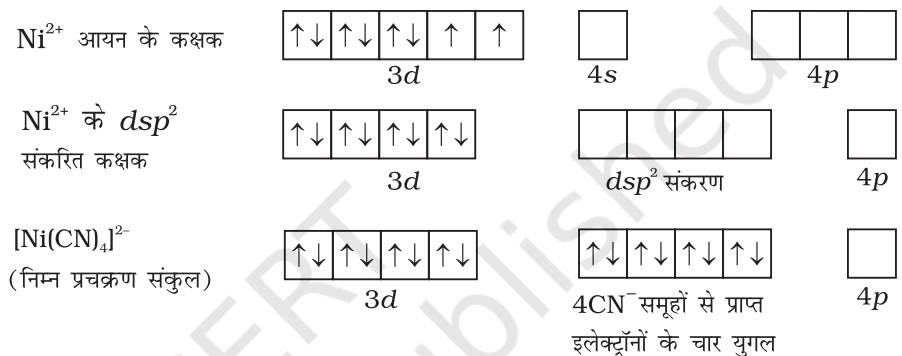 Ni²⁺ आयन के कक्षक ↑↓ ↑↓ ↑↓ ↑ ↑
3d 4s 4p
Ni²⁺ के dsp²
संकरित कक्षक ↑↓ ↑↓ ↑↓ ↑↓
3d dsp² संकरण 4p
[Ni(CN)₄]²⁻
(निम्न प्रचक्रण संकुल) ↑↓ ↑↓ ↑↓ ↑↓ ↑↓ ↑↓ ↑↓ ↑↓
3d 4CN⁻ समूहों से प्राप्त 4p
इलेक्ट्रॉनों के चार युगल